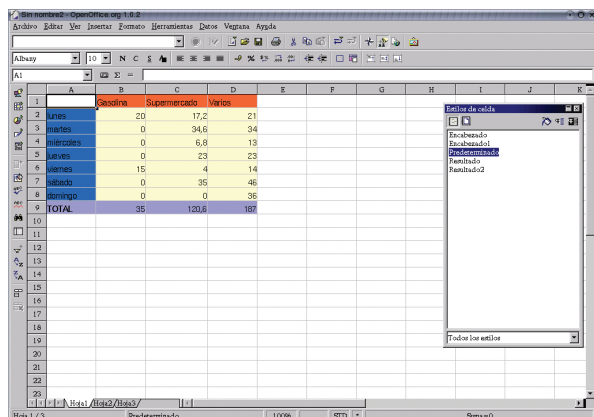 Sin nombre2 - OpenOffice.org 1.0.2
Archivo Editar Ver Insertar Formato Herramientas Datos Ventana Ayuda
Albany 10 N C S A
A1 Σ =
A B C D E F G H I J K
1 Gasolina Supermercado Varios
2 lunes 20 17,2 21
3 martes 0 34,6 34
4 miércoles 0 6,8 13
5 jueves 0 23 23
6 viernes 15 4 14
7 sábado 0 35 46
8 domingo 0 0 36
9 TOTAL 35 120,6 187
10
11
12
13
14
15
16
17
18
19
20
21
22
23
Estilos de celda
Encabezado
Encabezado1
Predeterminado
Resultado
Resultado2
Todos los estilos
Hoja1 Hoja2 Hoja3
Hoja 1 / 3 Predeterminado 100% STD * Suma=0